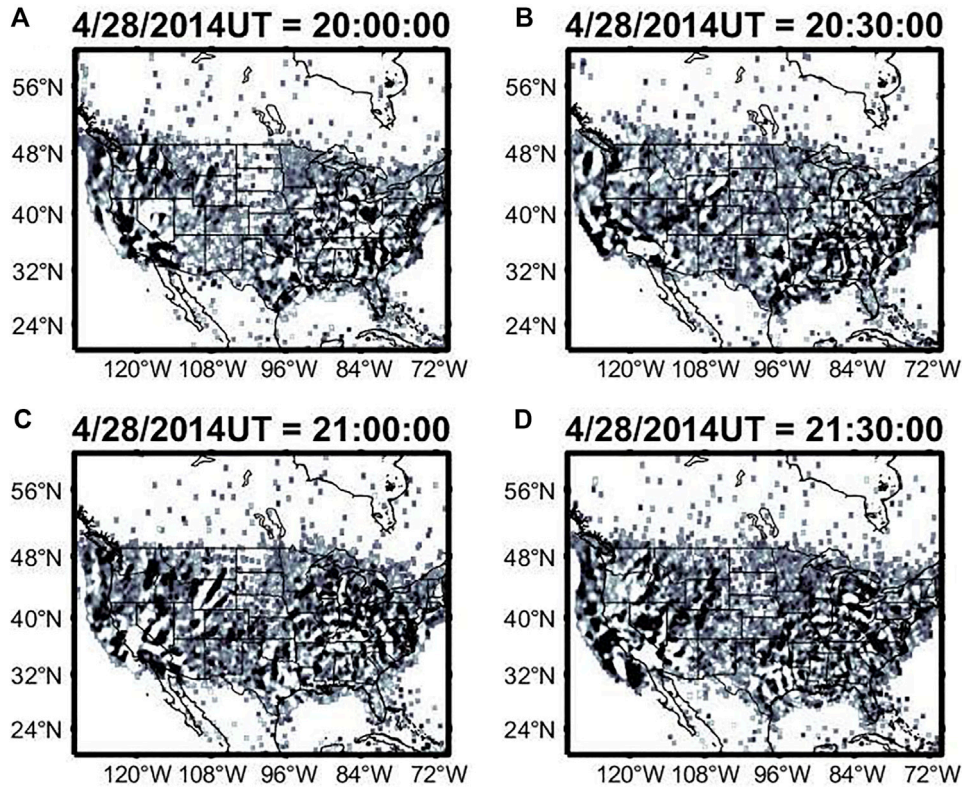 A
4/28/2014UT = 20:00:00
56°N
48°N
40°N
32°N
24°N
120°W 108°W 96°W 84°W 72°W
B
4/28/2014UT = 20:30:00
56°N
48°N
40°N
32°N
24°N
120°W 108°W 96°W 84°W 72°W
C
4/28/2014UT = 21:00:00
56°N
48°N
40°N
32°N
24°N
120°W 108°W 96°W 84°W 72°W
D
4/28/2014UT = 21:30:00
56°N
48°N
40°N
32°N
24°N
120°W 108°W 96°W 84°W 72°W